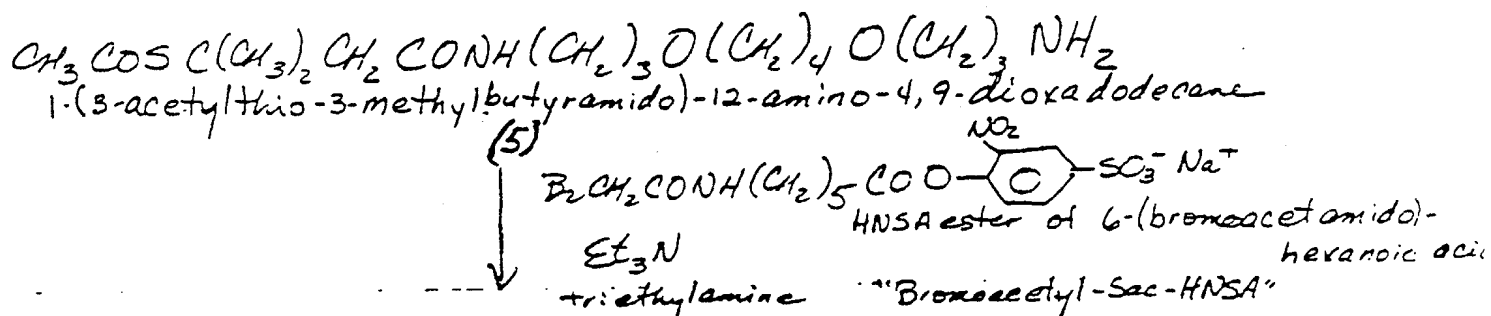 CH₃COSC(CH₃)₂CH₂CONH(CH₂)₃O(CH₂)₄O(CH₂)₃NH₂
1-(3-acetylthio-3-methylbutyramido)-12-amino-4,9-dioxadodecane
(5)
NO₂
BrCH₂CONH(CH₂)₅COO- -SO₃⁻Na⁺
HNSA ester of 6-(bromoacetamido)-
hexanoic aci
Et₃N
triethylamine "Bromoacetyl-Sac-HNSA"